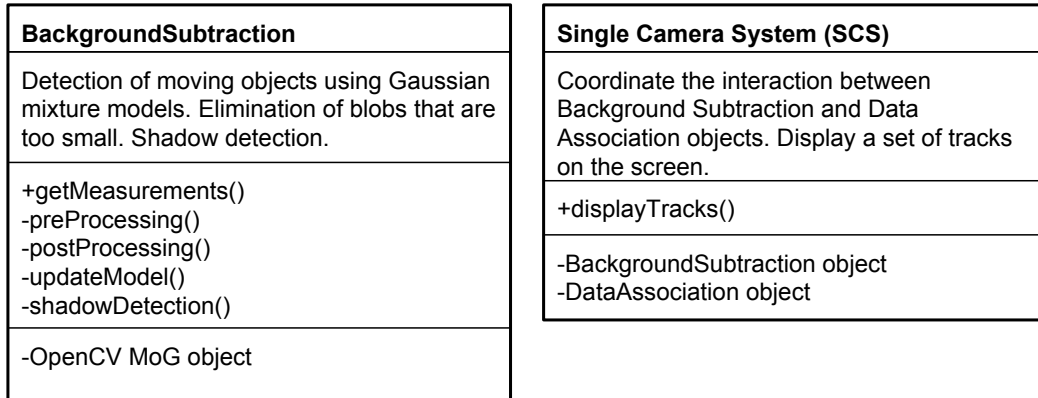 BackgroundSubtraction
Detection of moving objects using Gaussian
mixture models. Elimination of blobs that are
too small. Shadow detection.
+getMeasurements()
-preProcessing()
-postProcessing()
-updateModel()
-shadowDetection()
-OpenCV MoG object
Single Camera System (SCS)
Coordinate the interaction between
Background Subtraction and Data
Association objects. Display a set of tracks
on the screen.
+displayTracks()
-BackgroundSubtraction object
-DataAssociation object